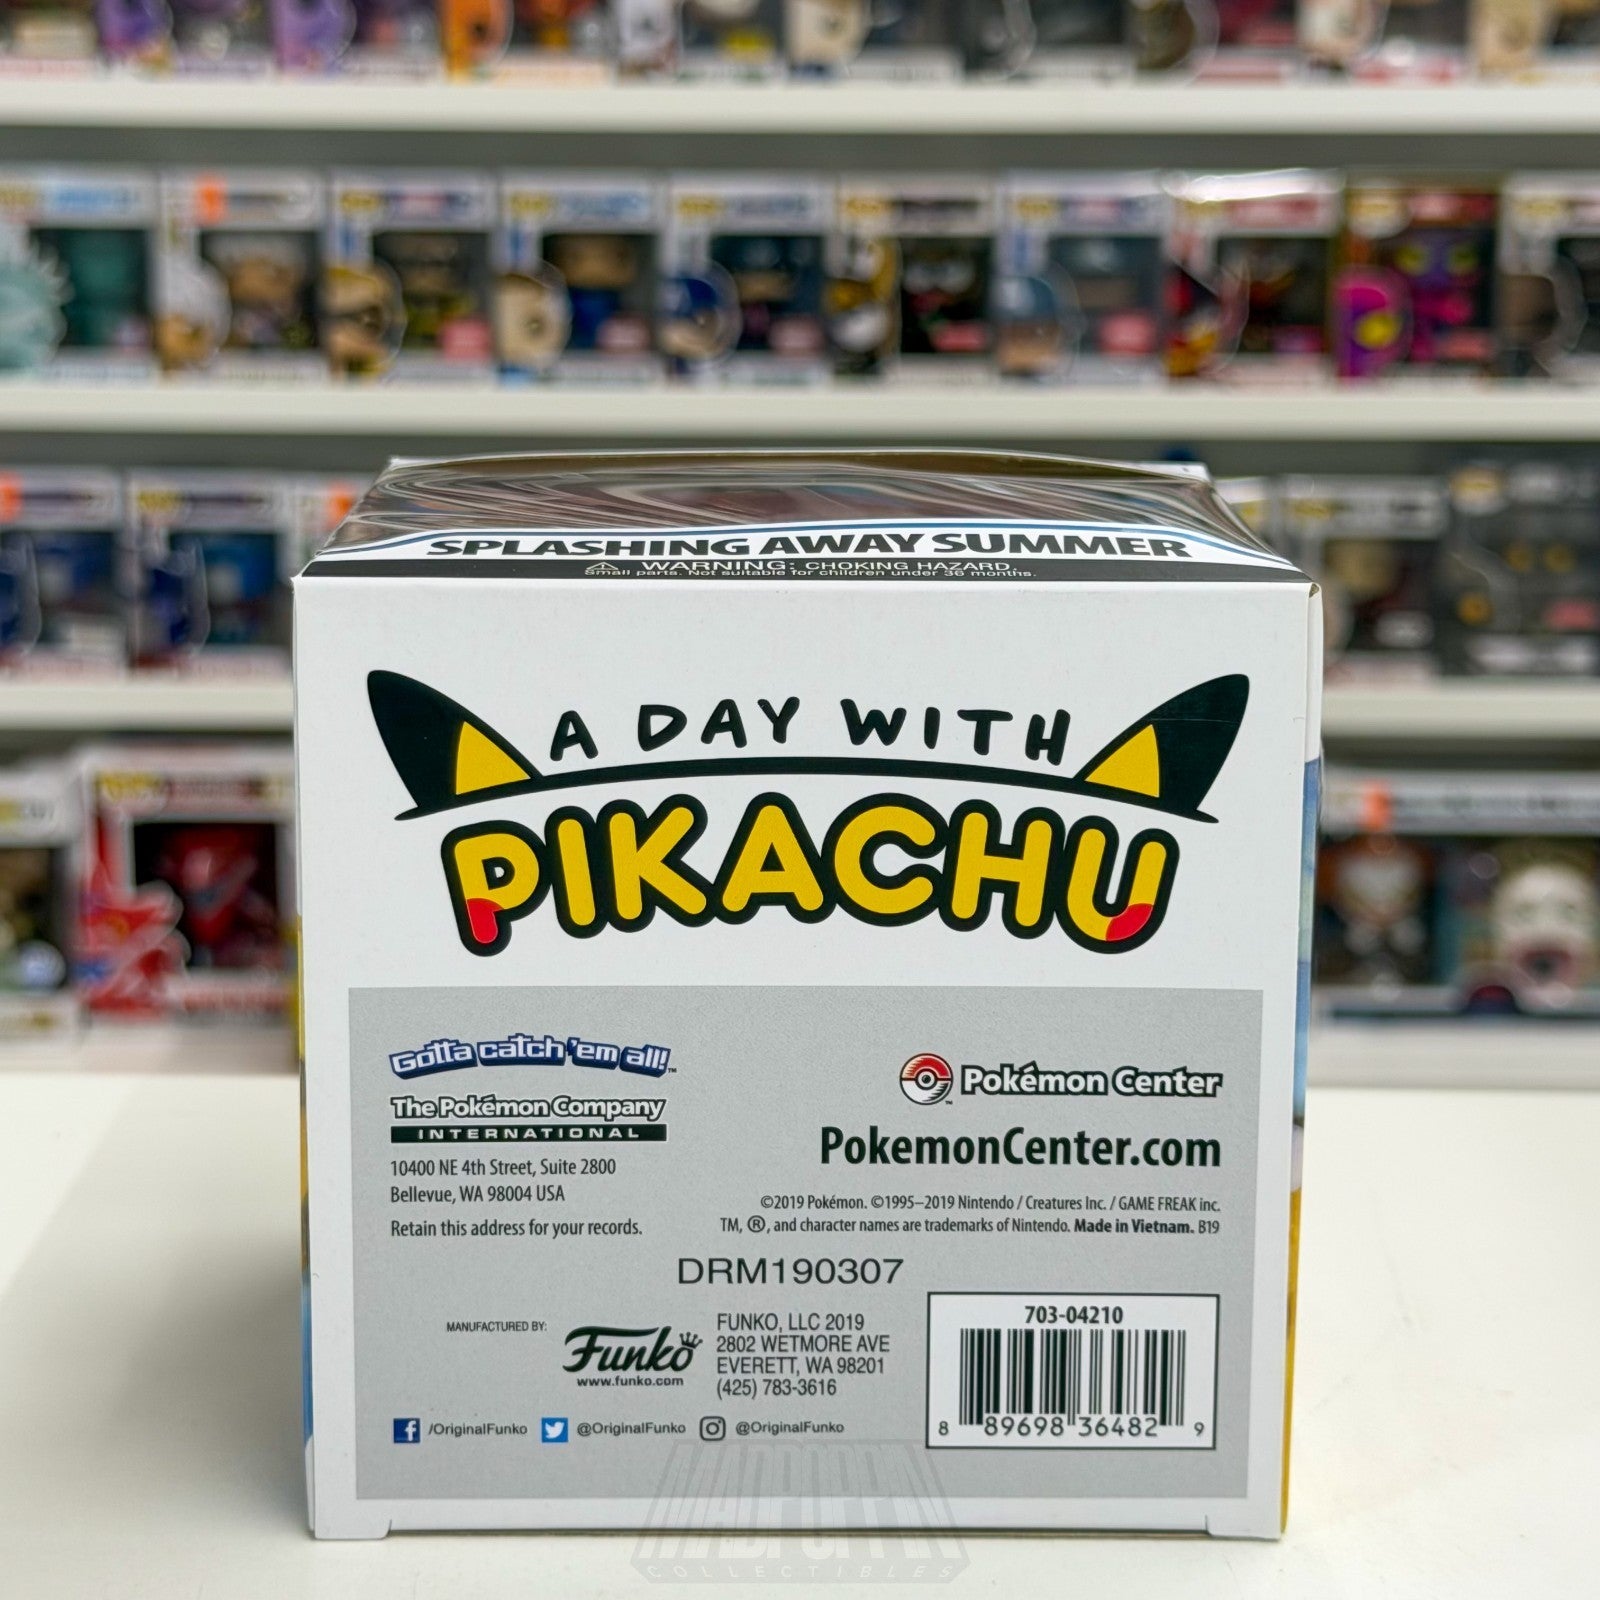 SPLASHING AWAY SUMMER
⚠ WARNING: CHOKING HAZARD.
Small parts. Not suitable for children under 36 months.
A DAY WITH
PIKACHU
Gotta catch 'em all!™
The Pokémon Company
INTERNATIONAL
10400 NE 4th Street, Suite 2800
Bellevue, WA 98004 USA
Retain this address for your records.
Pokémon Center
PokemonCenter.com
©2019 Pokémon. ©1995–2019 Nintendo / Creatures Inc. / GAME FREAK inc.
TM, ®, and character names are trademarks of Nintendo. Made in Vietnam. B19
DRM190307
MANUFACTURED BY:
Funko
www.funko.com
FUNKO, LLC 2019
2802 WETMORE AVE
EVERETT, WA 98201
(425) 783-3616
/OriginalFunko
@OriginalFunko
@OriginalFunko
703-04210
8 89698 36482 9
MADPOPPIN
COLLECTIBLES